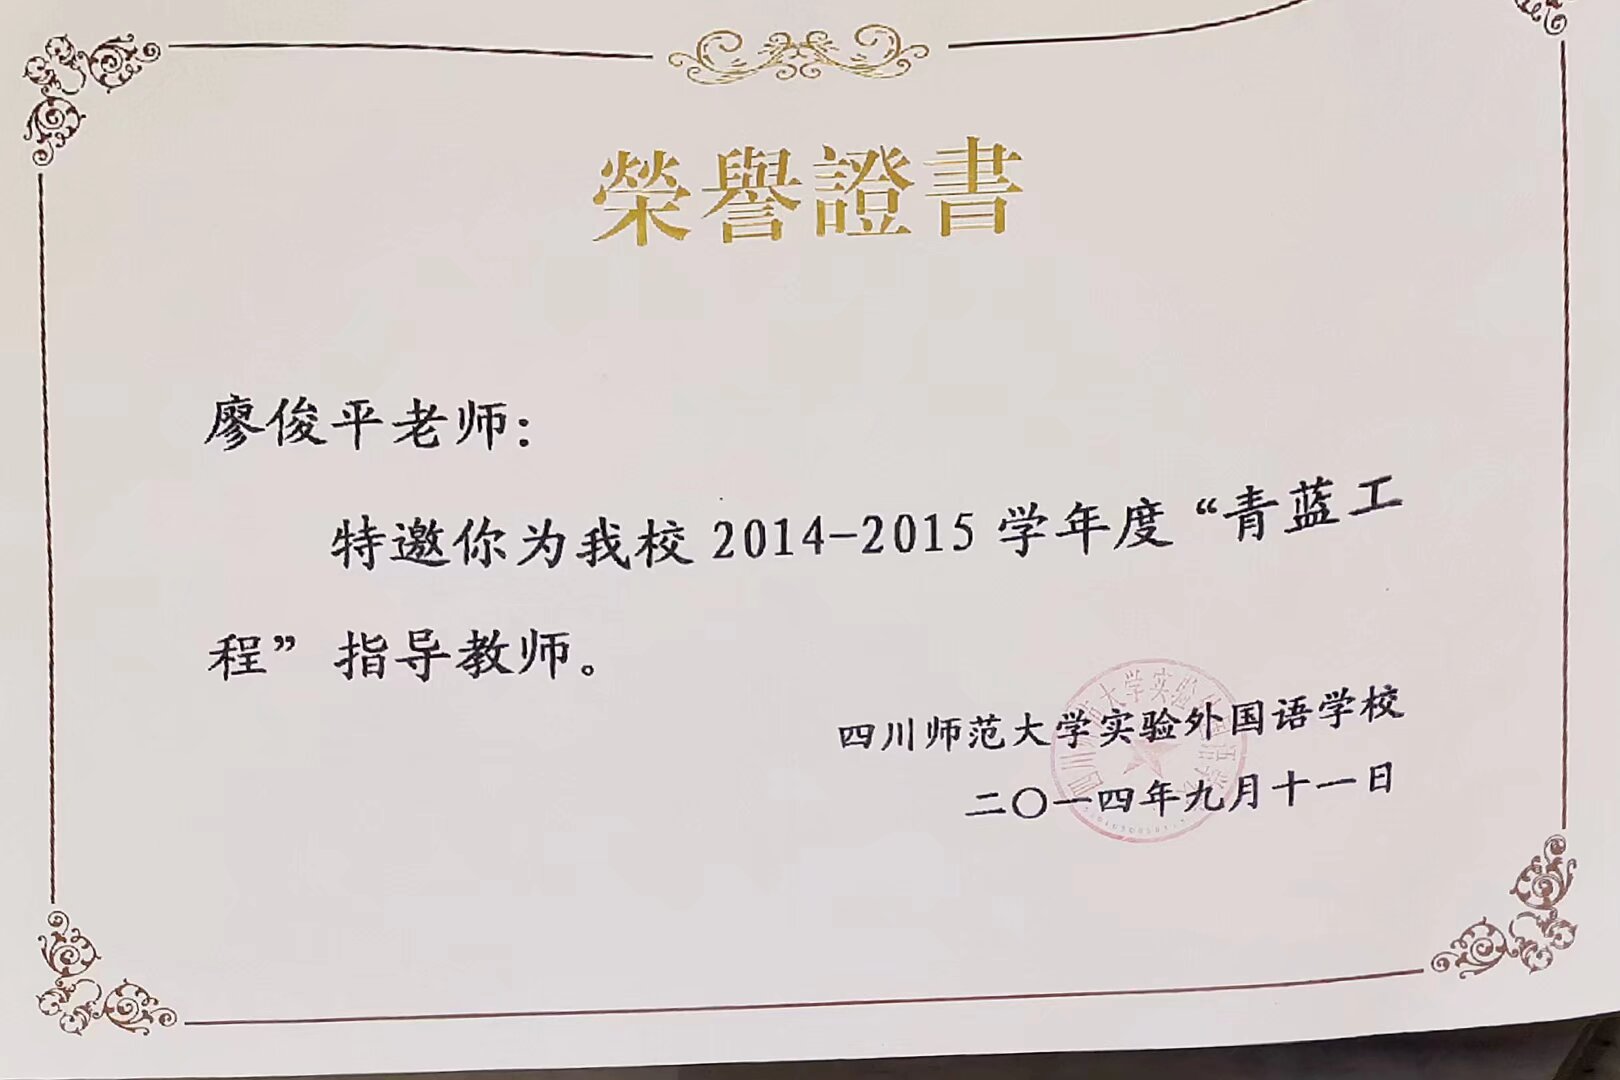 榮譽證書
廖俊平老师：
特邀你为我校 2014-2015 学年度 “青蓝工
程” 指导教师。
四川师范大学实验外国语学校
二〇一四年九月十一日